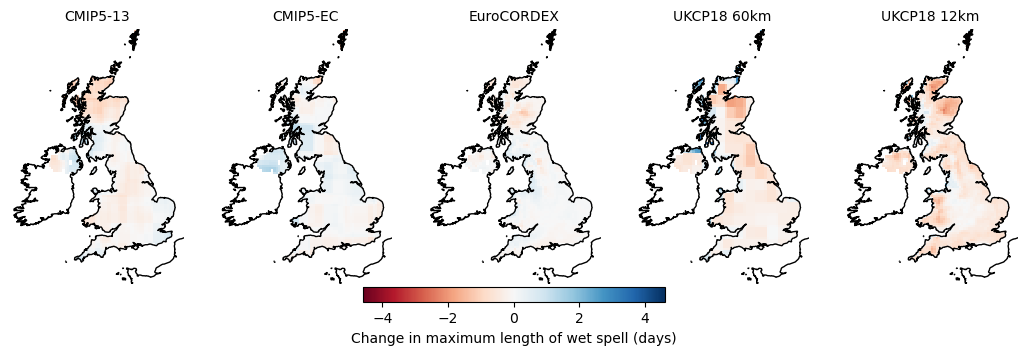 CMIP5-13 CMIP5-EC EuroCORDEX UKCP18 60km UKCP18 12km
−4 −2 0 2 4
Change in maximum length of wet spell (days)